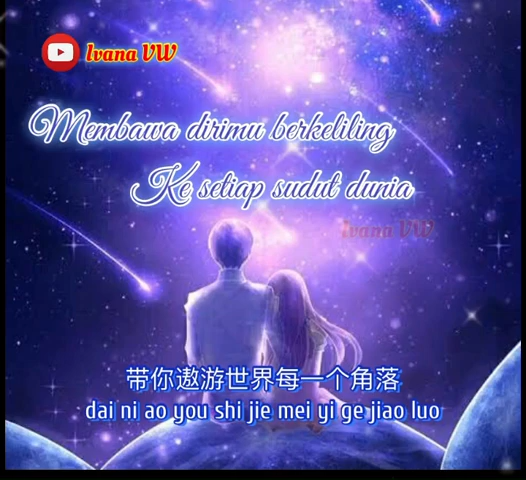 Ivana VW
Membawa dirimu berkeliling
Ke setiap sudut dunia
Ivana VW
带你遨游世界每一个角落
dai ni ao you shi jie mei yi ge jiao luo